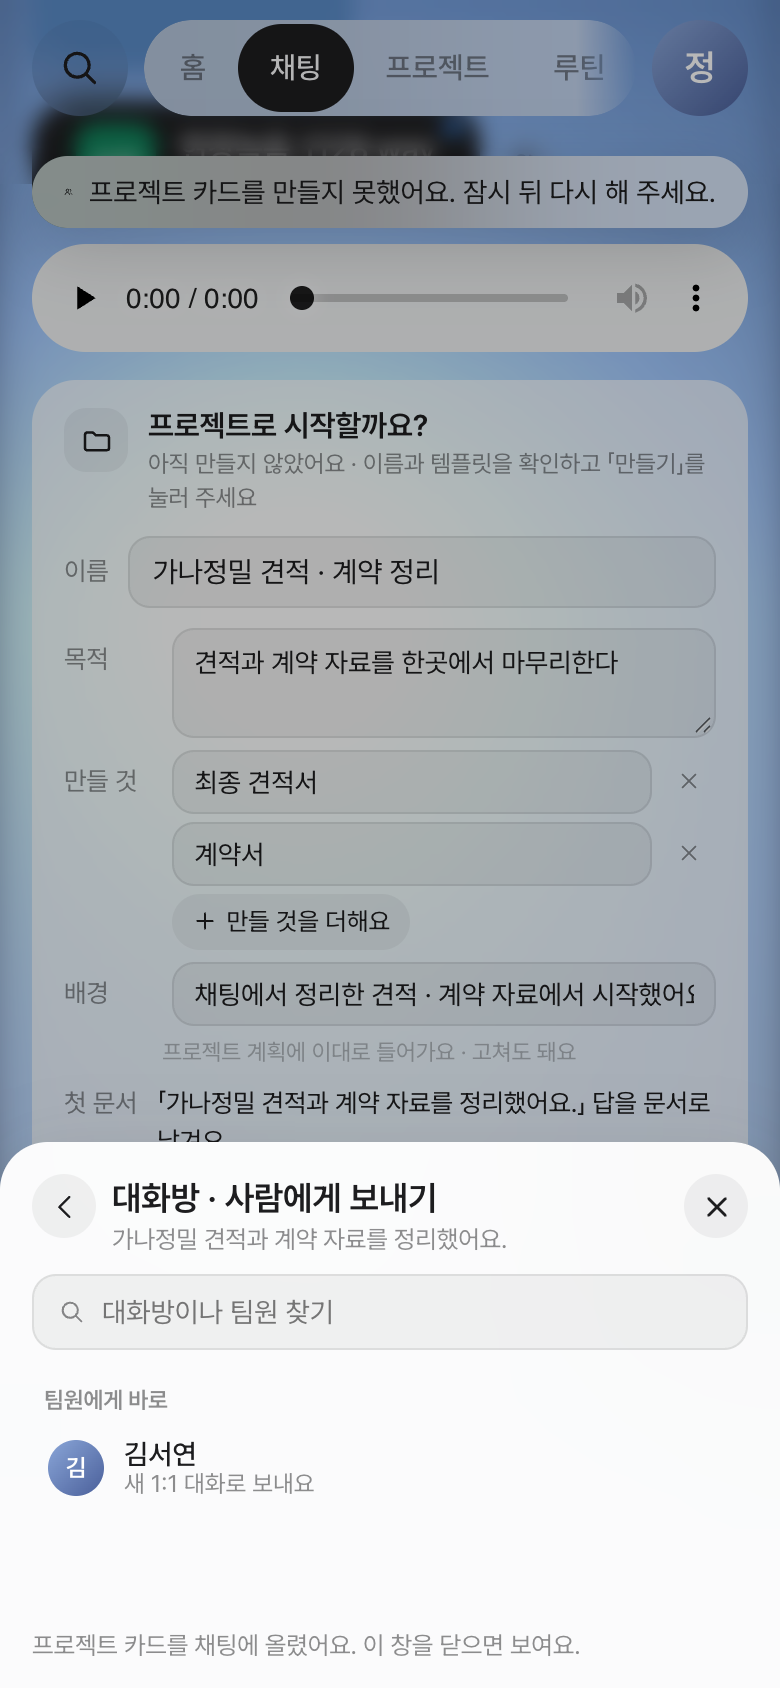 홈
채팅
프로젝트
루틴
정
프로젝트 카드를 만들지 못했어요. 잠시 뒤 다시 해 주세요.
0:00 / 0:00
프로젝트로 시작할까요?
아직 만들지 않았어요 · 이름과 템플릿을 확인하고 「만들기」를
눌러 주세요
이름
가나정밀 견적 · 계약 정리
목적
견적과 계약 자료를 한곳에서 마무리한다
만들 것
최종 견적서
계약서
+ 만들 것을 더해요
배경
채팅에서 정리한 견적 · 계약 자료에서 시작했어요
프로젝트 계획에 이대로 들어가요 · 고쳐도 돼요
첫 문서
「가나정밀 견적과 계약 자료를 정리했어요.」 답을 문서로
대화방 · 사람에게 보내기
가나정밀 견적과 계약 자료를 정리했어요.
대화방이나 팀원 찾기
팀원에게 바로
김
김서연
새 1:1 대화로 보내요
프로젝트 카드를 채팅에 올렸어요. 이 창을 닫으면 보여요.